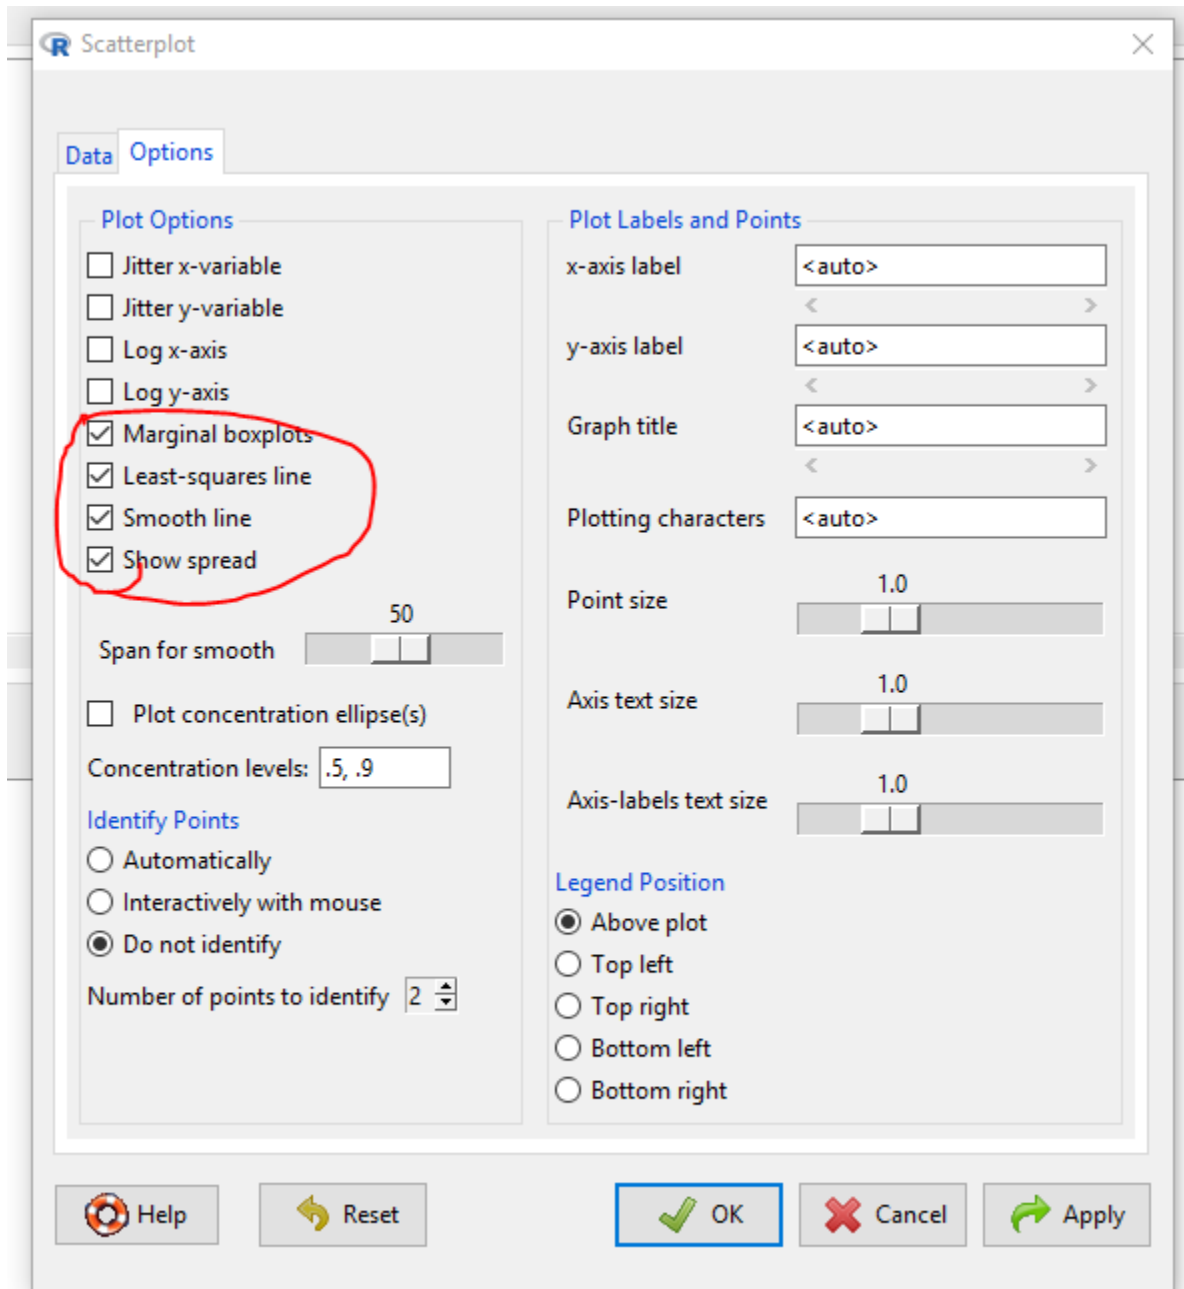 Scatterplot
Data
Options
Plot Options
Jitter x-variable
Jitter y-variable
Log x-axis
Log y-axis
Marginal boxplots
Least-squares line
Smooth line
Show spread
50
Span for smooth
Plot concentration ellipse(s)
Concentration levels: .5, .9
Identify Points
Automatically
Interactively with mouse
Do not identify
Number of points to identify 2
Plot Labels and Points
x-axis label <auto>
y-axis label <auto>
Graph title <auto>
Plotting characters <auto>
1.0
Point size
1.0
Axis text size
1.0
Axis-labels text size
Legend Position
Above plot
Top left
Top right
Bottom left
Bottom right
Help
Reset
OK
Cancel
Apply